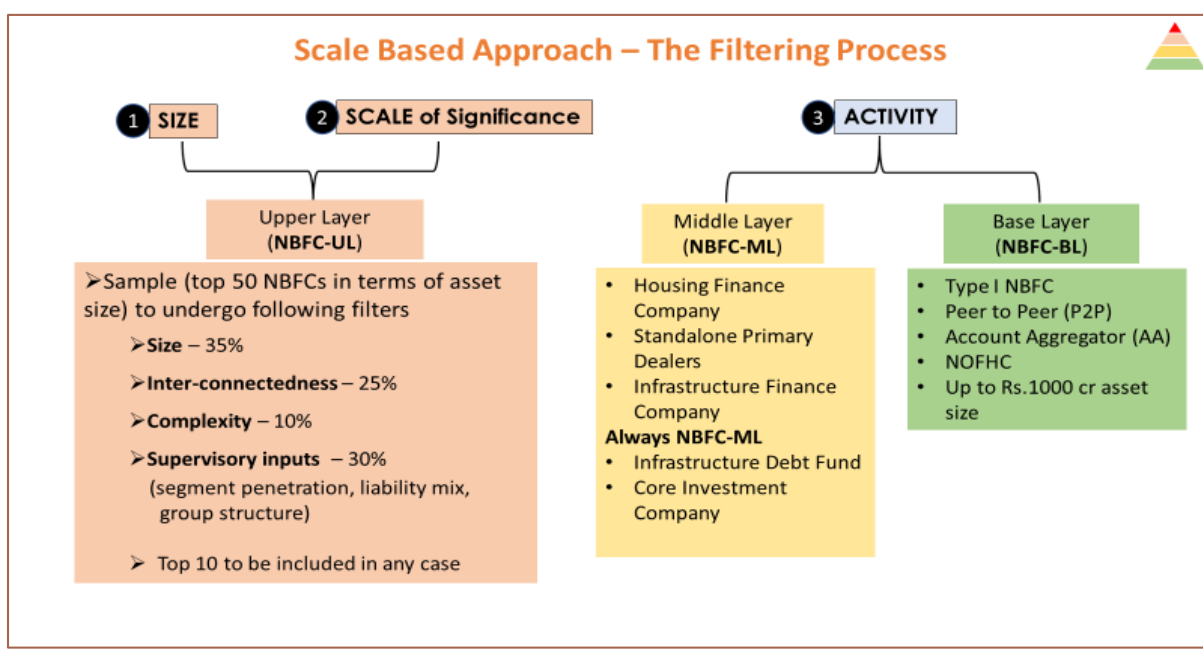 Scale Based Approach – The Filtering Process
1 SIZE
2 SCALE of Significance
3 ACTIVITY
Upper Layer
(NBFC-UL)
➢Sample (top 50 NBFCs in terms of asset
size) to undergo following filters
➢Size – 35%
➢Inter-connectedness – 25%
➢Complexity – 10%
➢Supervisory inputs – 30%
(segment penetration, liability mix,
group structure)
➢ Top 10 to be included in any case
Middle Layer
(NBFC-ML)
• Housing Finance
Company
• Standalone Primary
Dealers
• Infrastructure Finance
Company
Always NBFC-ML
• Infrastructure Debt Fund
• Core Investment
Company
Base Layer
(NBFC-BL)
• Type I NBFC
• Peer to Peer (P2P)
• Account Aggregator (AA)
• NOFHC
• Up to Rs.1000 cr asset
size